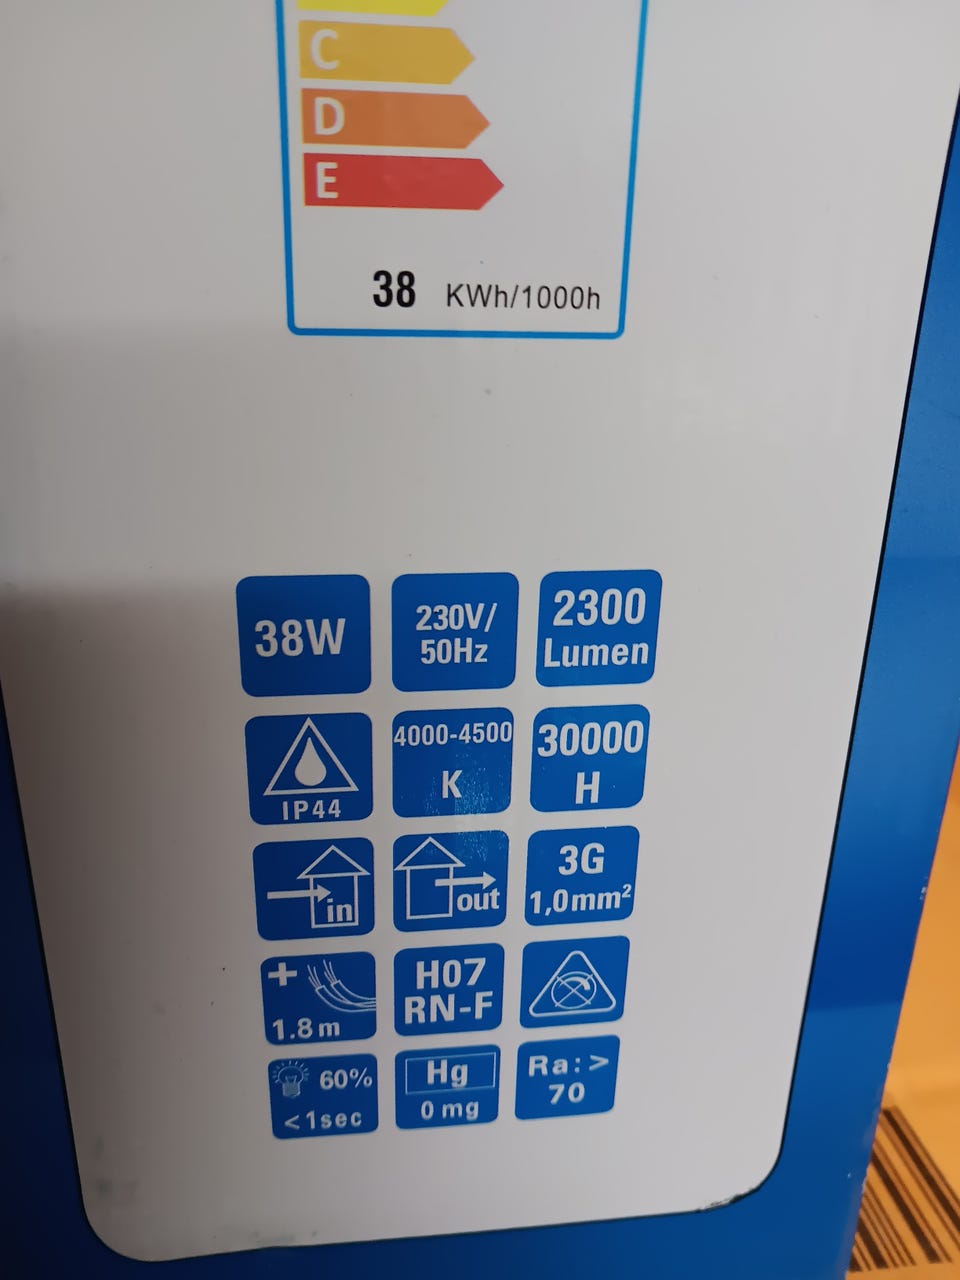 C
D
E
38 KWh/1000h
38W
230V/
50Hz
2300
Lumen
IP44
4000-4500
K
30000
H
in
out
3G
1,0mm²
+
1.8m
H07
RN-F
60%
<1sec
Hg
0 mg
Ra: >
70